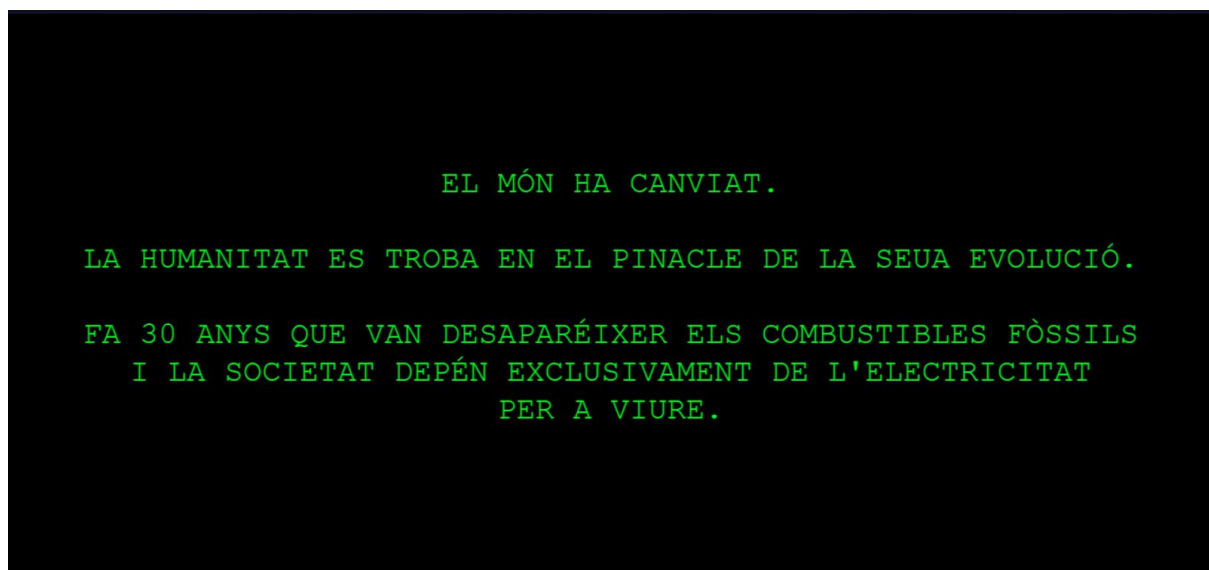 EL MÓN HA CANVIAT.
LA HUMANITAT ES TROBA EN EL PINACLE DE LA SEUA EVOLUCIÓ.
FA 30 ANYS QUE VAN DESAPARÉIXER ELS COMBUSTIBLES FÒSSILS
I LA SOCIETAT DEPÉN EXCLUSIVAMENT DE L'ELECTRICITAT
PER A VIURE.